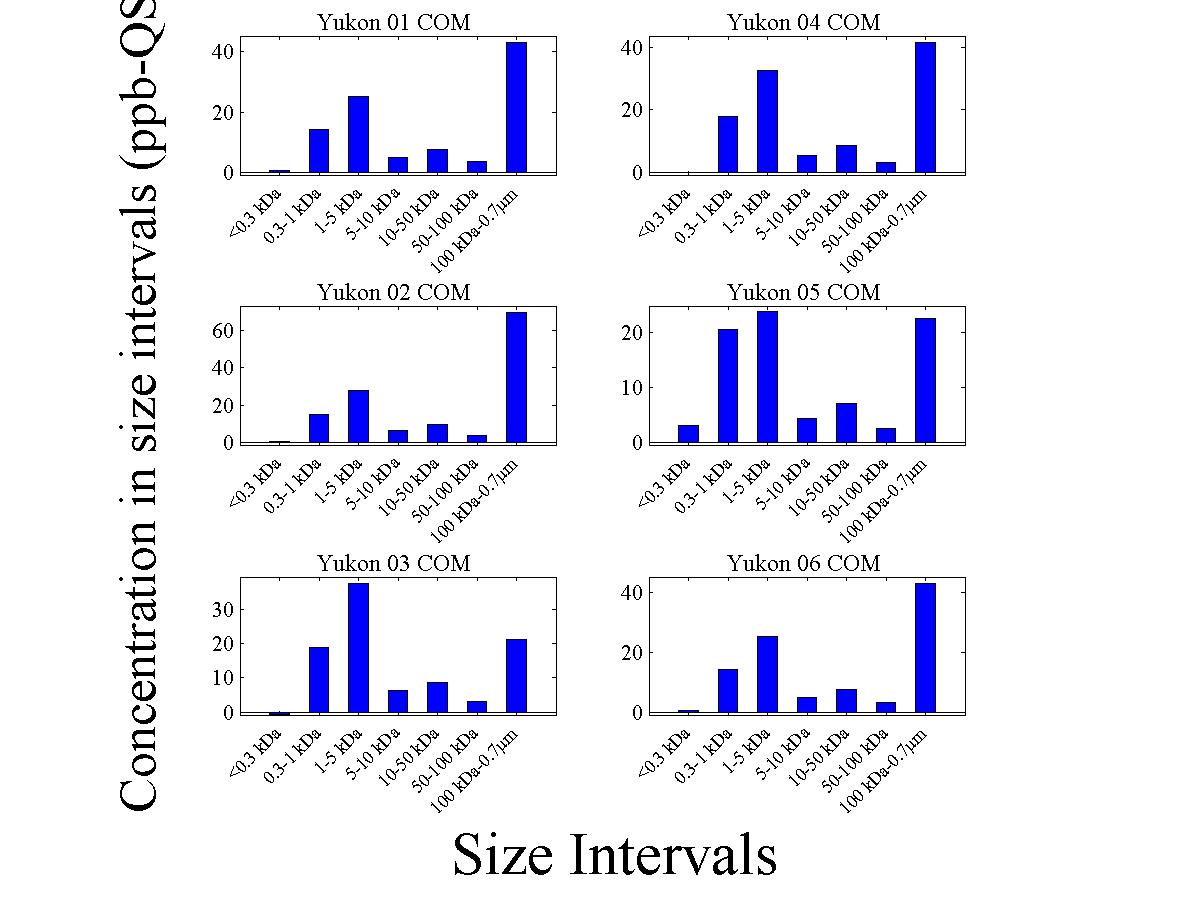 Concentration in size intervals (ppb-QS
Yukon 01 COM
40
20
0
<0.3 kDa
0.3-1 kDa
1-5 kDa
5-10 kDa
10-50 kDa
50-100 kDa
100 kDa-0.7µm
Yukon 04 COM
40
20
0
<0.3 kDa
0.3-1 kDa
1-5 kDa
5-10 kDa
10-50 kDa
50-100 kDa
100 kDa-0.7µm
Yukon 02 COM
60
40
20
0
<0.3 kDa
0.3-1 kDa
1-5 kDa
5-10 kDa
10-50 kDa
50-100 kDa
100 kDa-0.7µm
Yukon 05 COM
20
10
0
<0.3 kDa
0.3-1 kDa
1-5 kDa
5-10 kDa
10-50 kDa
50-100 kDa
100 kDa-0.7µm
Yukon 03 COM
30
20
10
0
<0.3 kDa
0.3-1 kDa
1-5 kDa
5-10 kDa
10-50 kDa
50-100 kDa
100 kDa-0.7µm
Yukon 06 COM
40
20
0
<0.3 kDa
0.3-1 kDa
1-5 kDa
5-10 kDa
10-50 kDa
50-100 kDa
100 kDa-0.7µm
Size Intervals